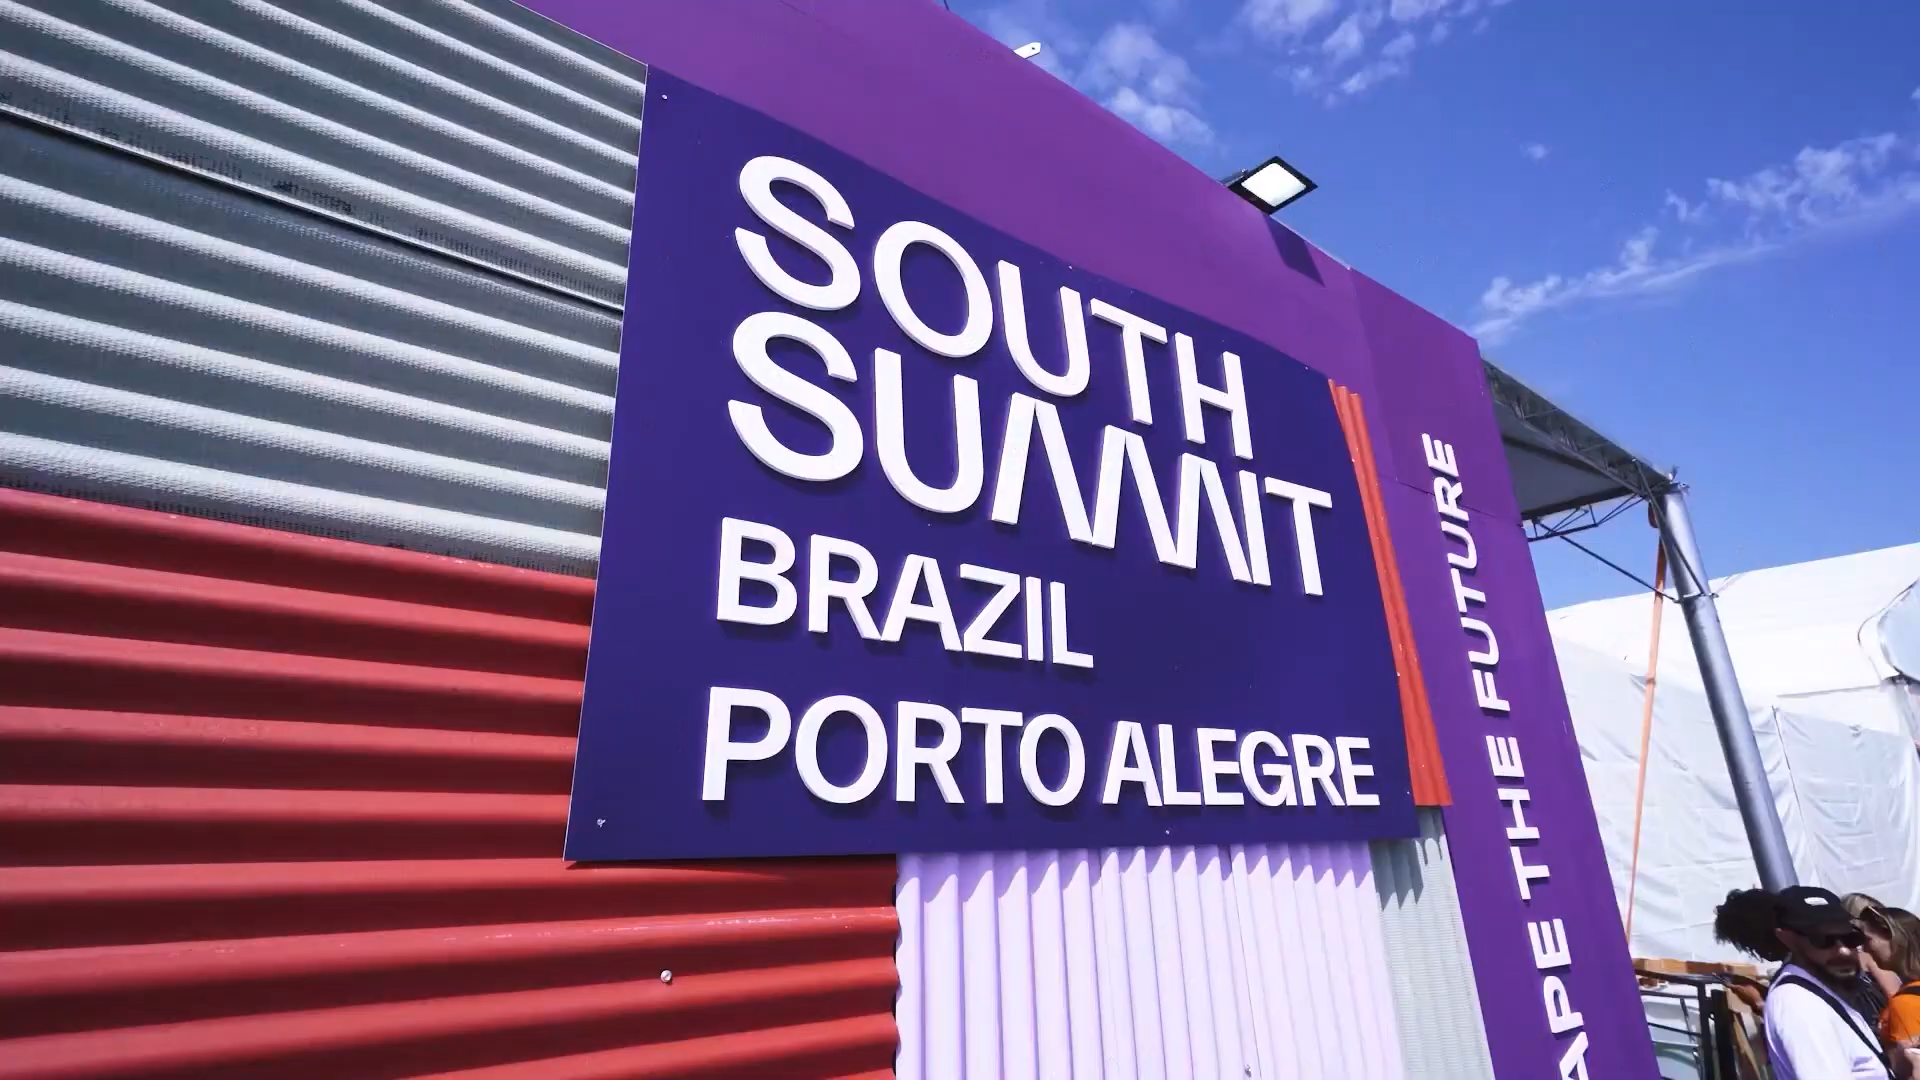 SOUTH
SUMMIT
BRAZIL
PORTO ALEGRE
APE THE FUTURE